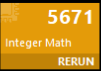 5671
Integer Math
RERUN